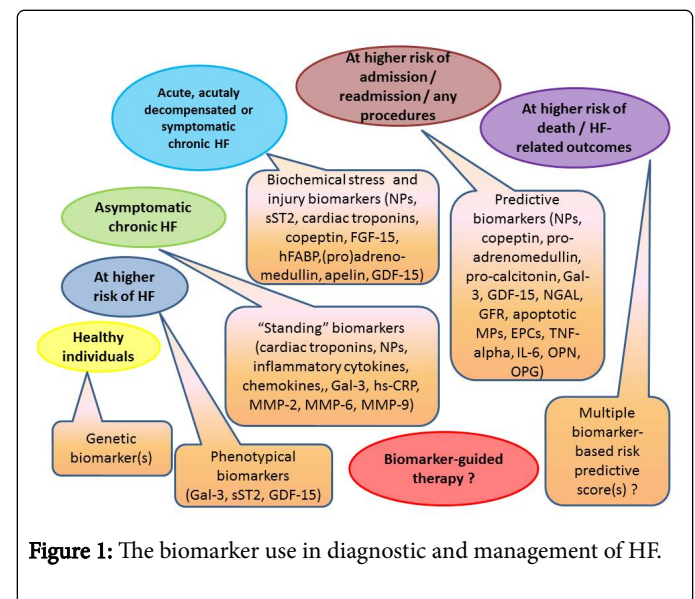 At higher risk of
admission /
readmission / any
procedures
Acute, acutaly
decompensated or
symptomatic
chronic HF
At higher risk of
death / HF-
related outcomes
Biochemical stress and
injury biomarkers (NPs,
sST2, cardiac troponins,
copeptin, FGF-15,
hFABP,(pro)adreno-
medullin, apelin, GDF-15)
Predictive
biomarkers (NPs,
copeptin, pro-
adrenomedullin,
pro-calcitonin, Gal-
3, GDF-15, NGAL,
GFR, apoptotic
MPs, EPCs, TNF-
alpha, IL-6, OPN,
OPG)
Asymptomatic
chronic HF
At higher
risk of HF
"Standing" biomarkers
(cardiac troponins, NPs,
inflammatory cytokines,
chemokines,, Gal-3, hs-CRP,
MMP-2, MMP-6, MMP-9)
Healthy
individuals
Genetic
biomarker(s)
Phenotypical
biomarkers
(Gal-3, sST2, GDF-15)
Biomarker-guided
therapy ?
Multiple
biomarker-
based risk
predictive
score(s) ?
Figure 1: The biomarker use in diagnostic and management of HF.